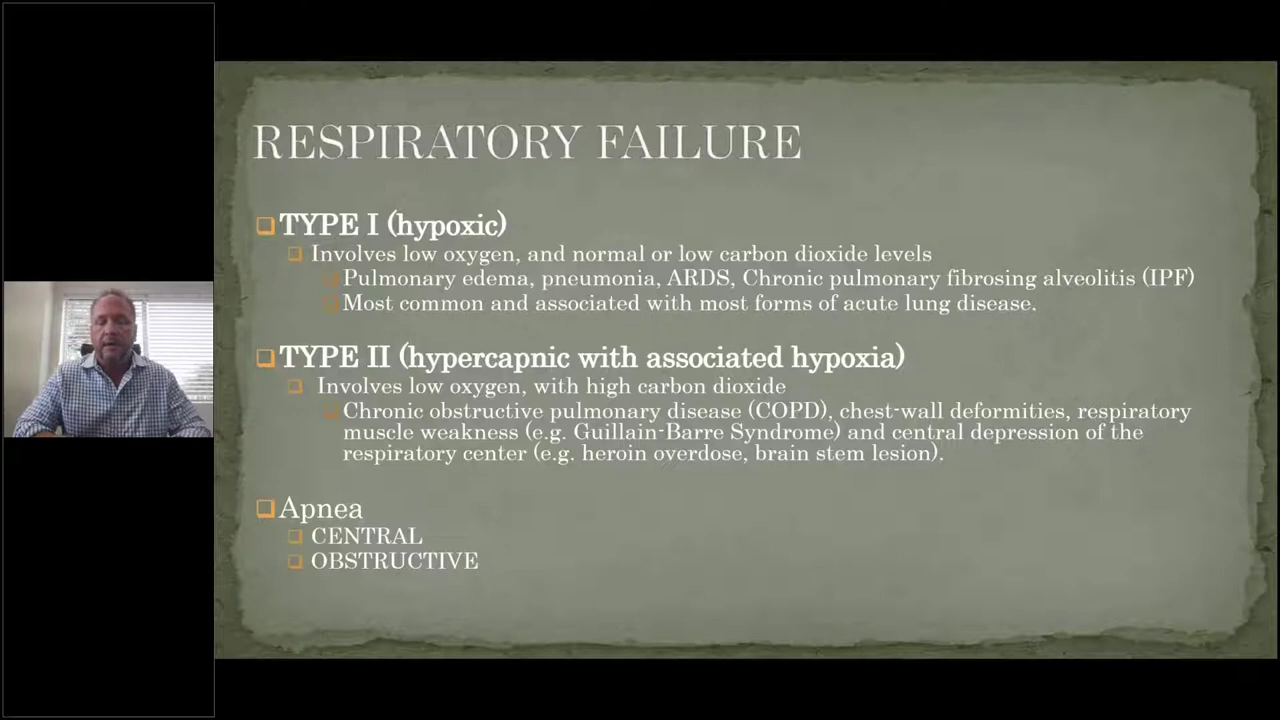 RESPIRATORY FAILURE
TYPE I (hypoxic)
Involves low oxygen, and normal or low carbon dioxide levels
Pulmonary edema, pneumonia, ARDS, Chronic pulmonary fibrosing alveolitis (IPF)
Most common and associated with most forms of acute lung disease.
TYPE II (hypercapnic with associated hypoxia)
Involves low oxygen, with high carbon dioxide
Chronic obstructive pulmonary disease (COPD), chest-wall deformities, respiratory
muscle weakness (e.g. Guillain-Barre Syndrome) and central depression of the
respiratory center (e.g. heroin overdose, brain stem lesion).
Apnea
CENTRAL
OBSTRUCTIVE